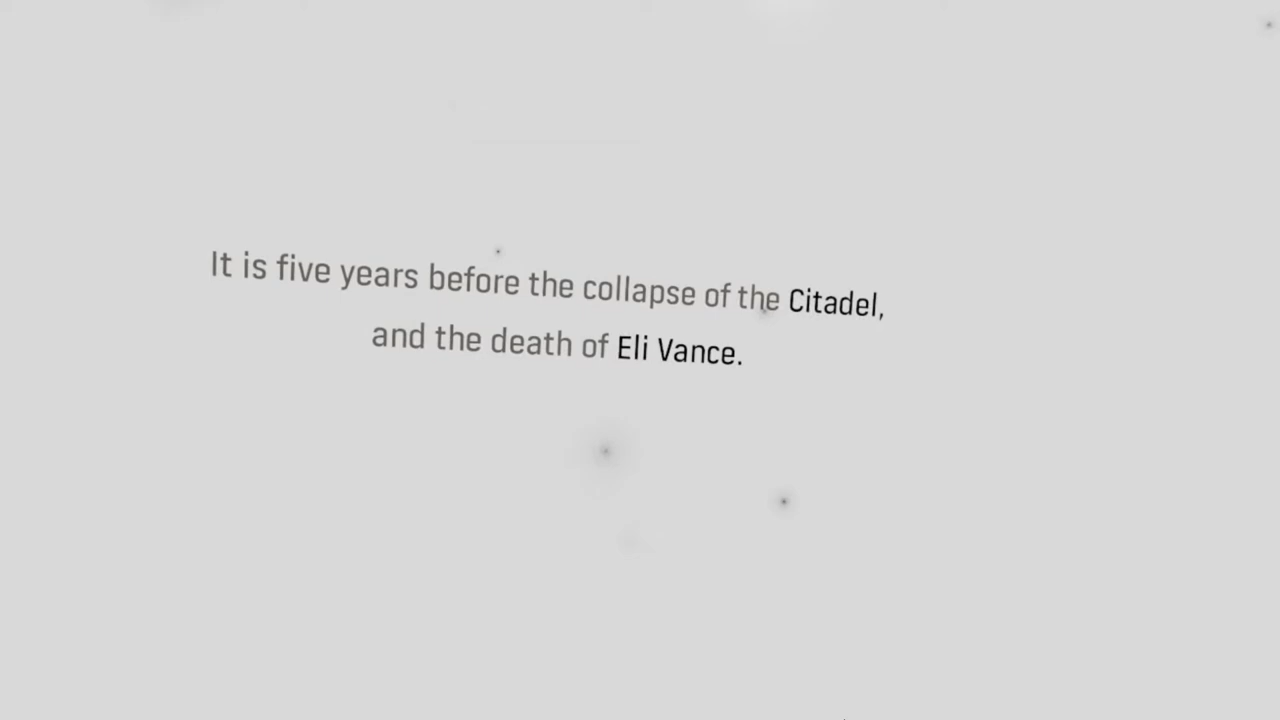 It is five years before the collapse of the Citadel,
and the death of Eli Vance.